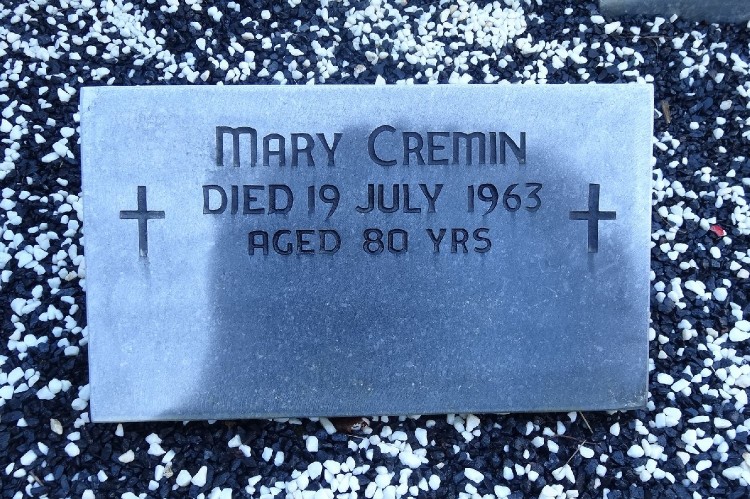 MARY CREMIN
DIED 19 JULY 1963
AGED 80 YRS